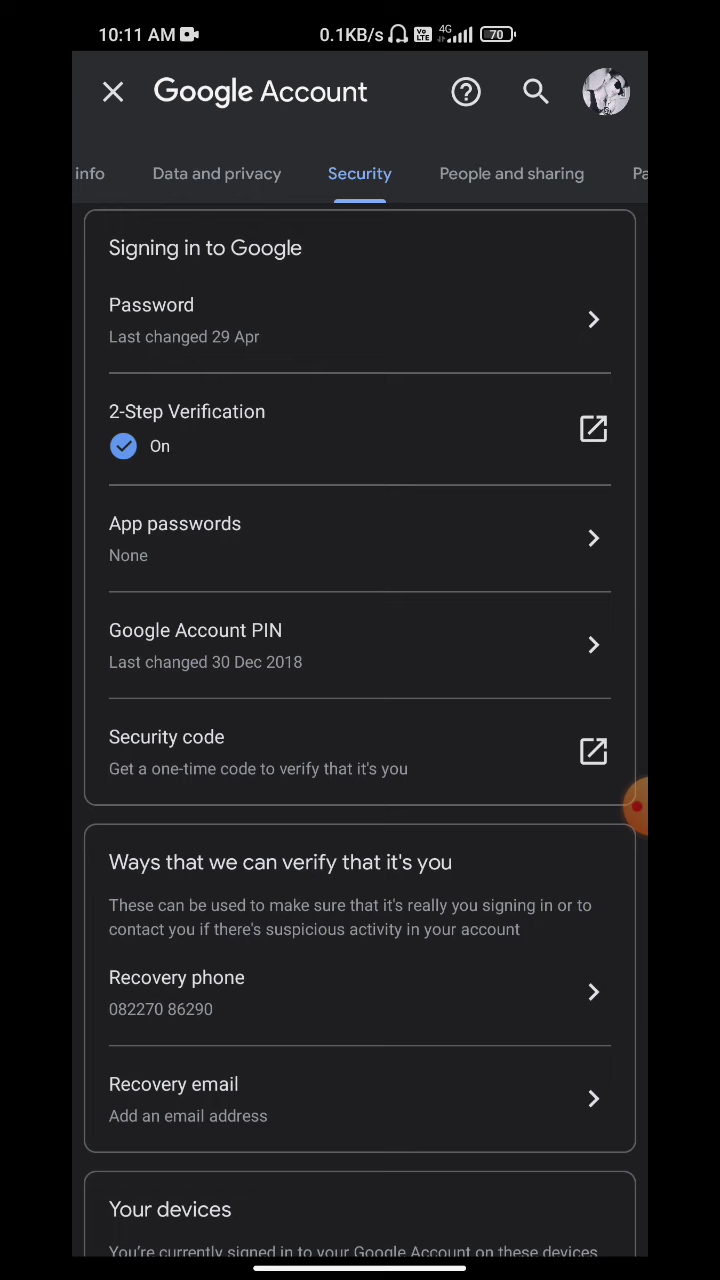 10:11 AM 0.1KB/s Vo LTE 4G 70
Google Account
info Data and privacy Security People and sharing Pa
Signing in to Google
Password
Last changed 29 Apr
2-Step Verification
On
App passwords
None
Google Account PIN
Last changed 30 Dec 2018
Security code
Get a one-time code to verify that it's you
Ways that we can verify that it's you
These can be used to make sure that it's really you signing in or to
contact you if there's suspicious activity in your account
Recovery phone
082270 86290
Recovery email
Add an email address
Your devices
You're currently signed in to your Google Account on these devices